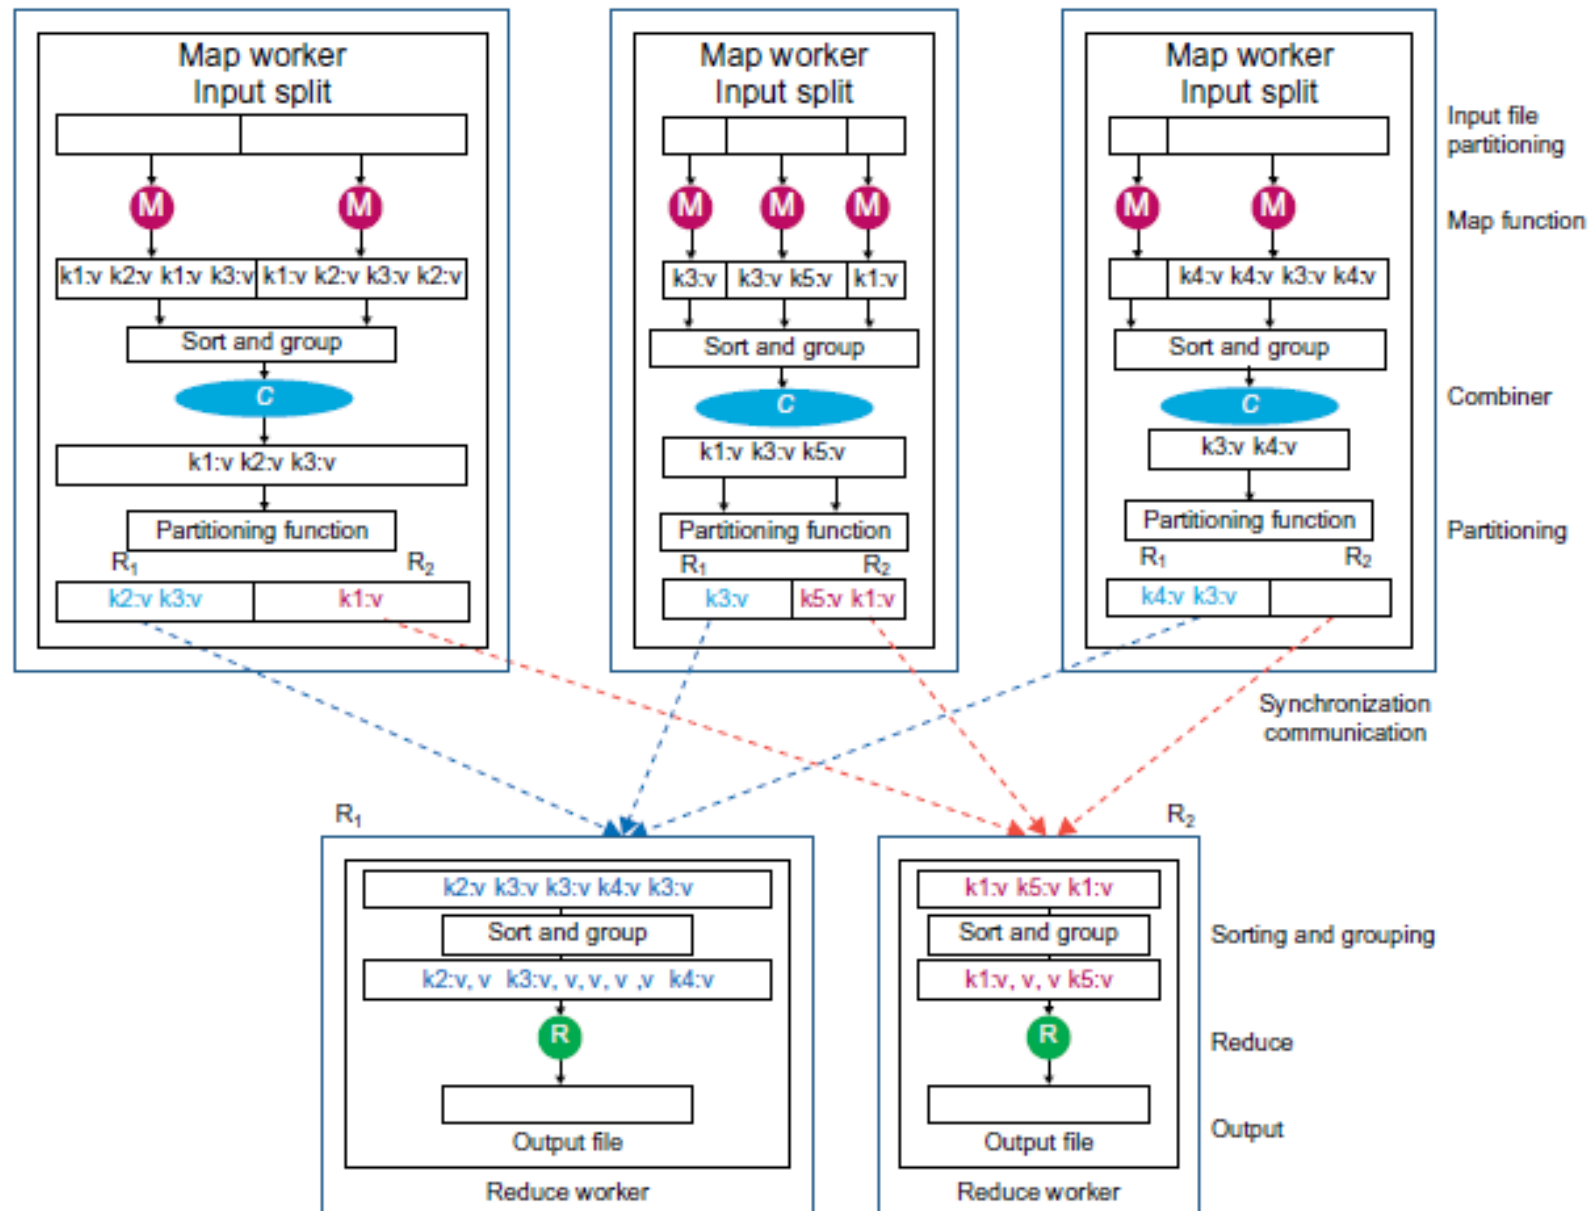 Map worker
Input split
M M
k1:v k2:v k1:v k3:v k1:v k2:v k3:v k2:v
Sort and group
C
k1:v k2:v k3:v
Partitioning function
R1 R2
k2:v k3:v k1:v
Map worker
Input split
M M M
k3:v k3:v k5:v k1:v
Sort and group
C
k1:v k3:v k5:v
Partitioning function
R1 R2
k3:v k5:v k1:v
Map worker
Input split
M M
k4:v k4:v k3:v k4:v
Sort and group
C
k3:v k4:v
Partitioning function
R1 R2
k4:v k3:v
Input file
partitioning
Map function
Combiner
Partitioning
Synchronization
communication
R1
k2:v k3:v k3:v k4:v k3:v
Sort and group
k2:v, v k3:v, v, v, v ,v k4:v
R
Output file
Reduce worker
R2
k1:v k5:v k1:v
Sort and group
k1:v, v, v k5:v
R
Output file
Reduce worker
Sorting and grouping
Reduce
Output